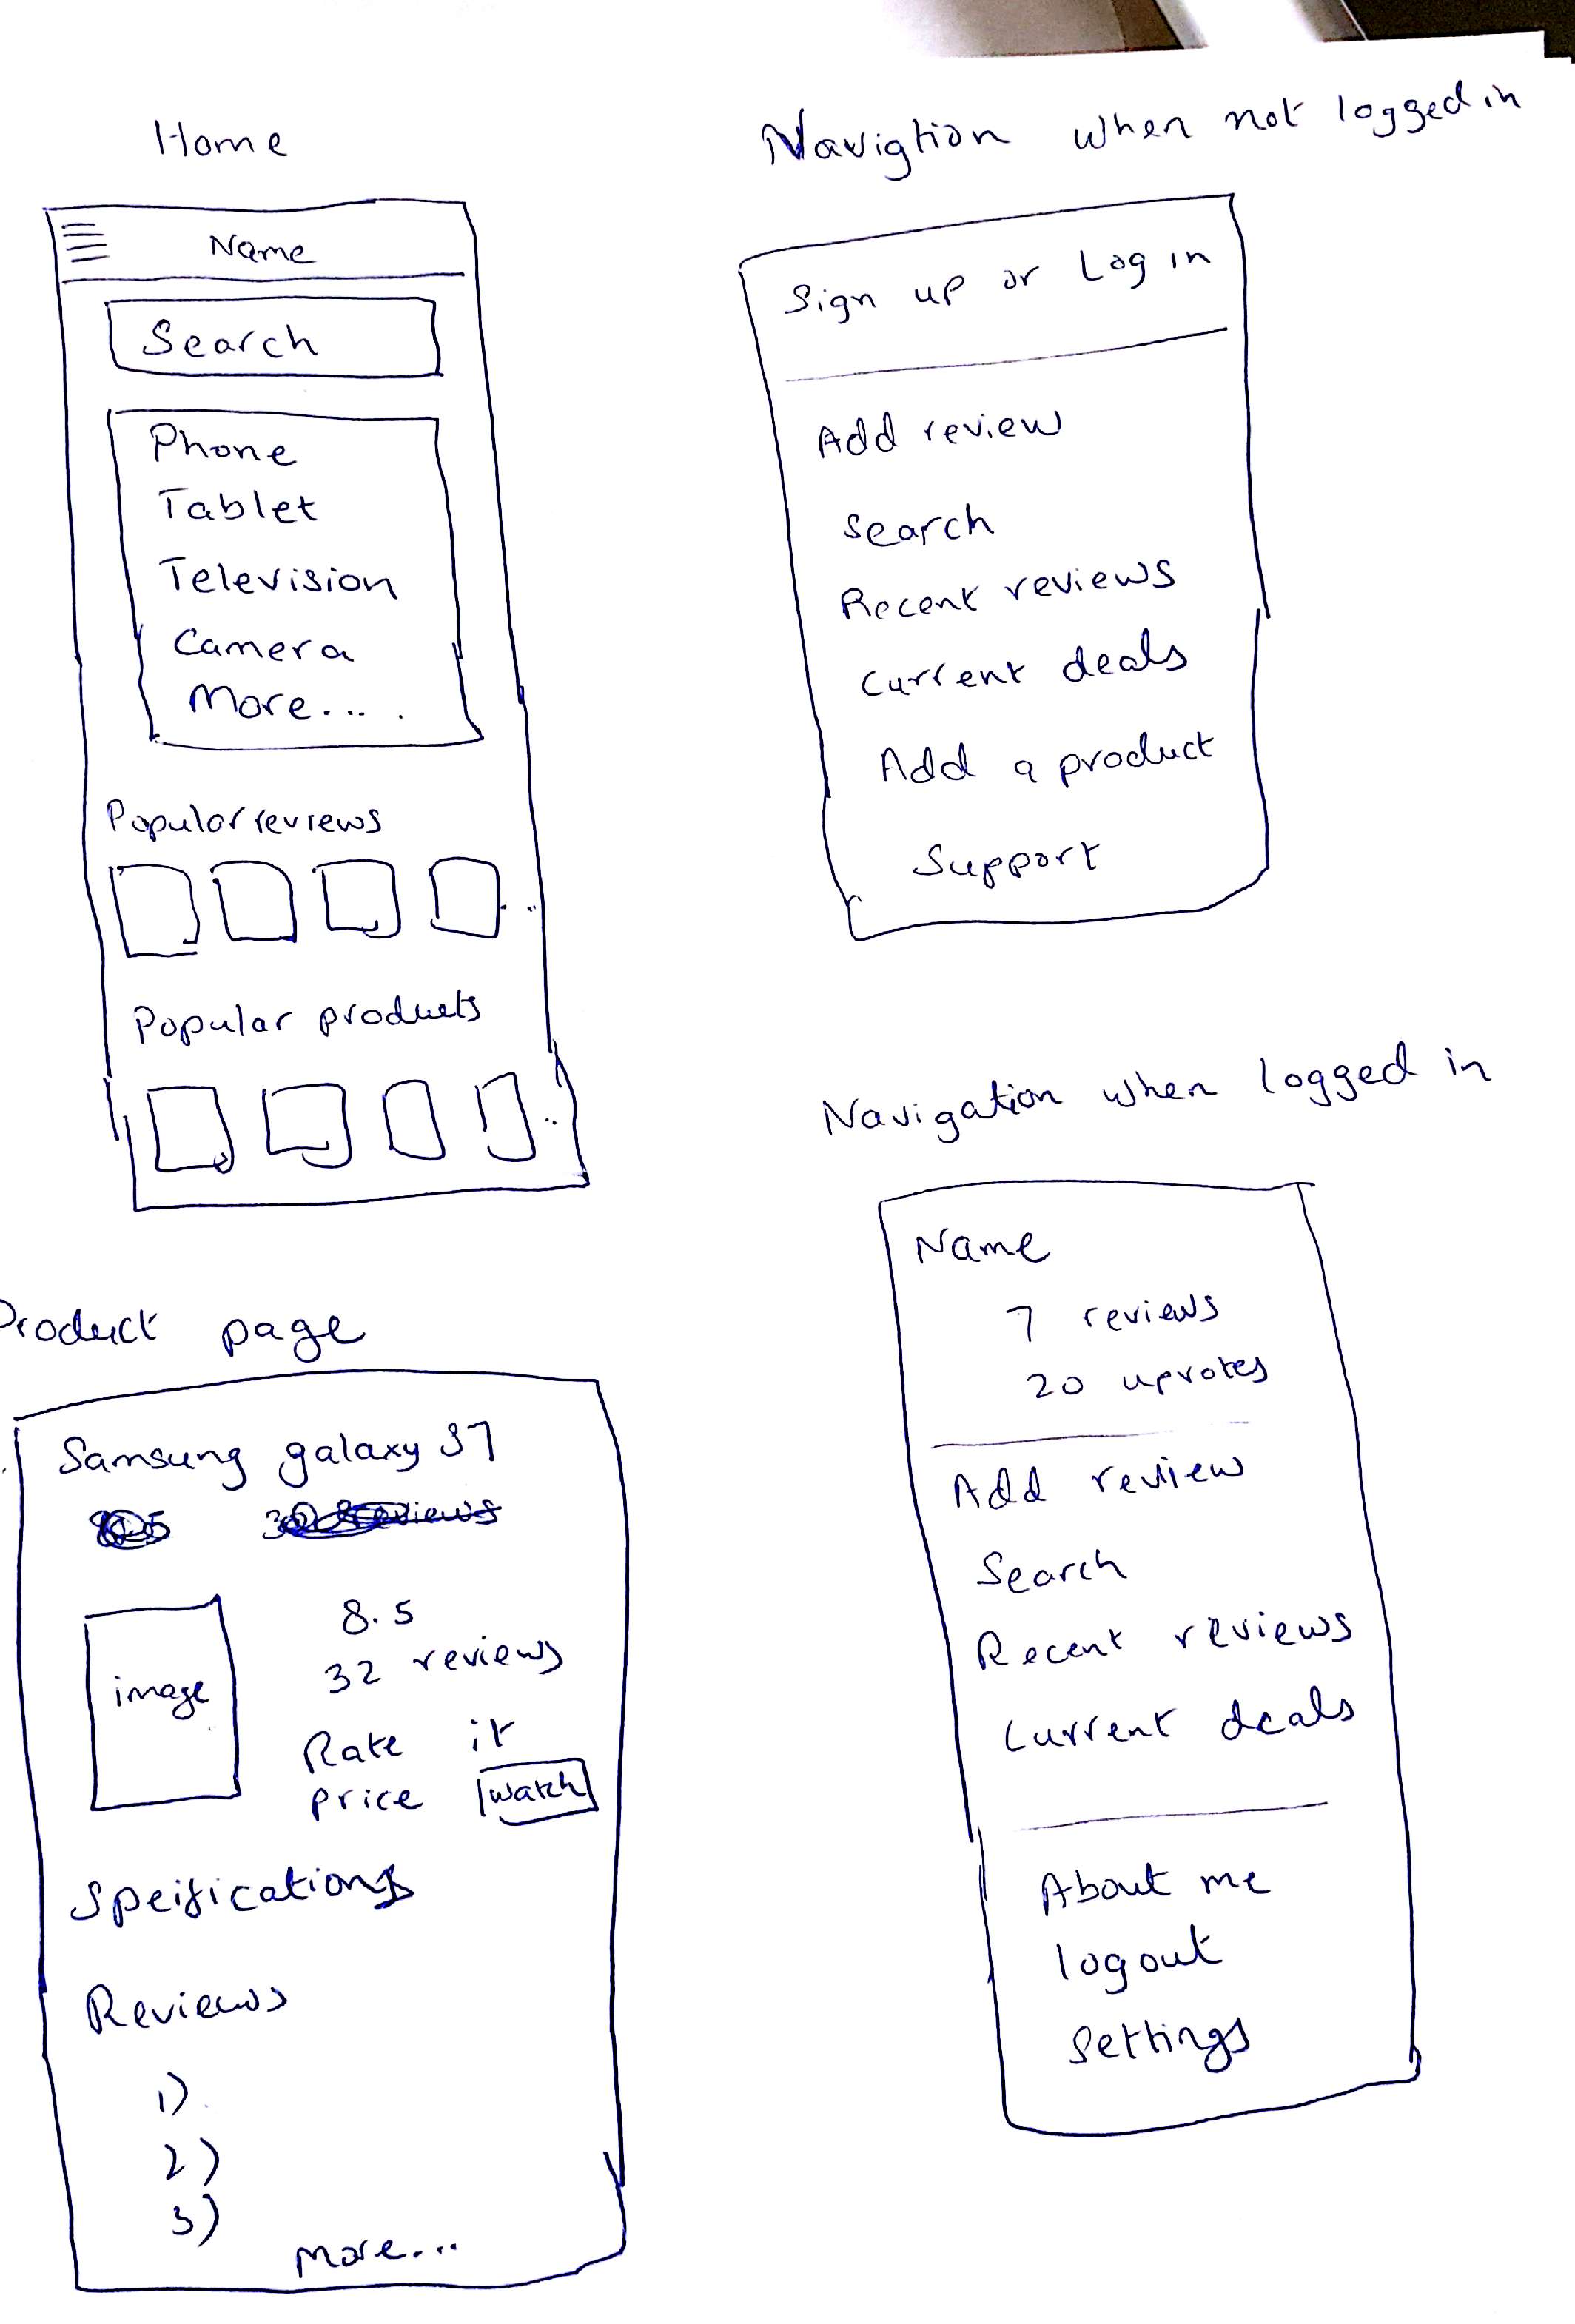 Home
Name
Search
Phone
Tablet
Television
Camera
More....
Popular reviews
Popular products
Navigtion when not logged in
Sign up or Log in
Add review
Search
Recent reviews
Current deals
Add a product
Support
Navigation when logged in
Name
7 reviews
20 upvotes
Add review
Search
Recent reviews
Current deals
About me
logout
Settings
Product page
Samsung galaxy S7
8.5
32 reviews
image
Rate it
price watch
Speifications
Reviews
1)
2)
3)
More...